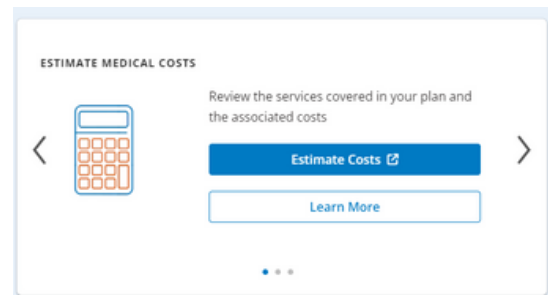 ESTIMATE MEDICAL COSTS
Review the services covered in your plan and
the associated costs
Estimate Costs
Learn More